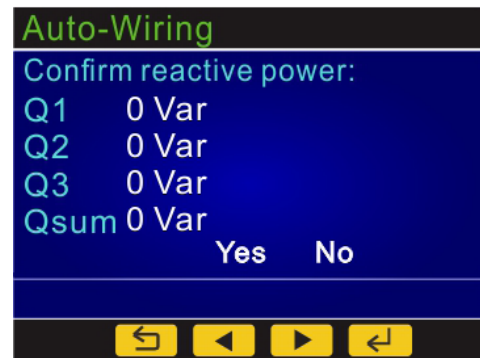 Auto-Wiring
Confirm reactive power:
Q1 0 Var
Q2 0 Var
Q3 0 Var
Qsum 0 Var
Yes No